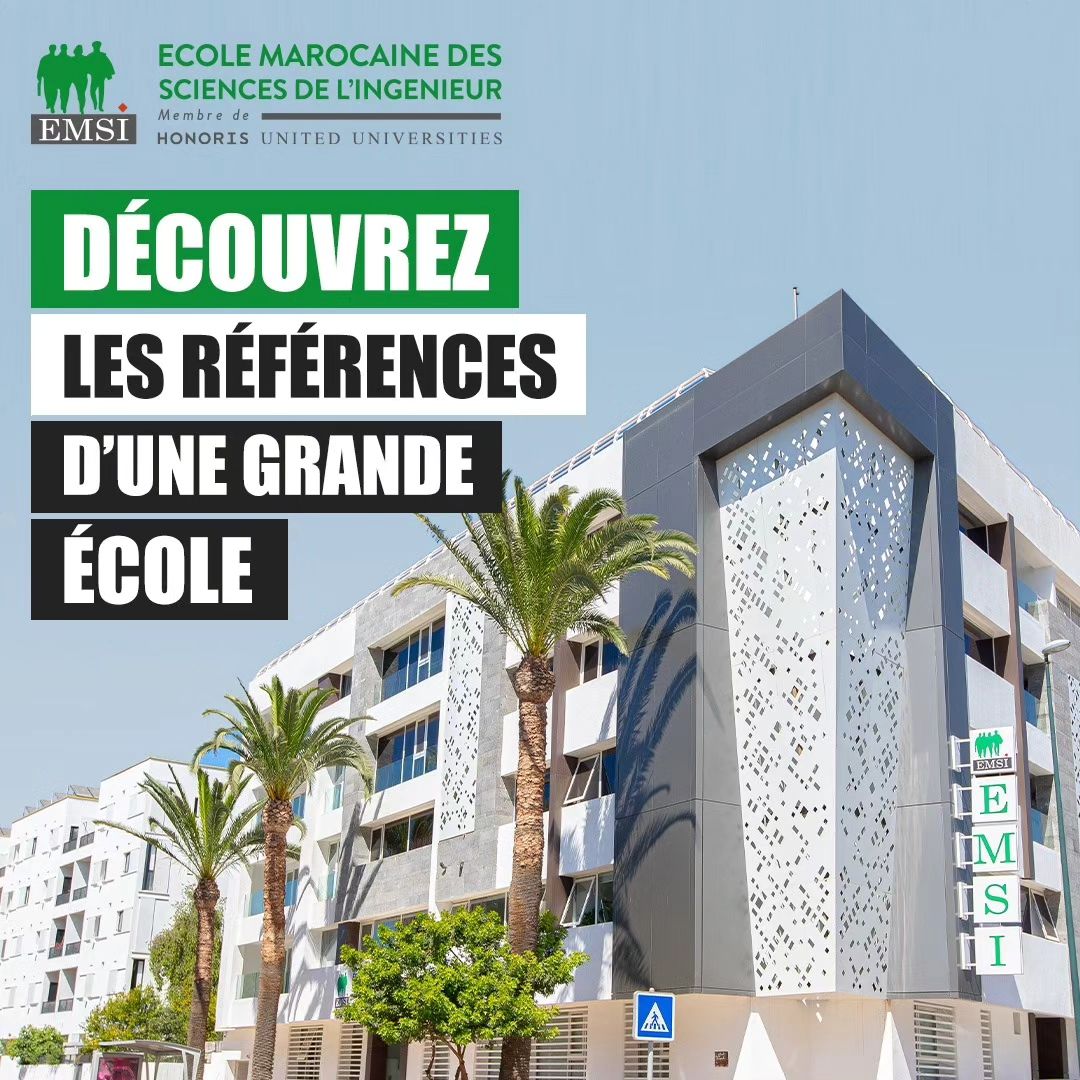 ECOLE MAROCAINE DES
SCIENCES DE L'INGENIEUR
Membre de
HONORIS UNITED UNIVERSITIES
EMSI
DÉCOUVREZ
LES RÉFÉRENCES
D'UNE GRANDE
ÉCOLE
EMSI
E
M
S
I
EMSI